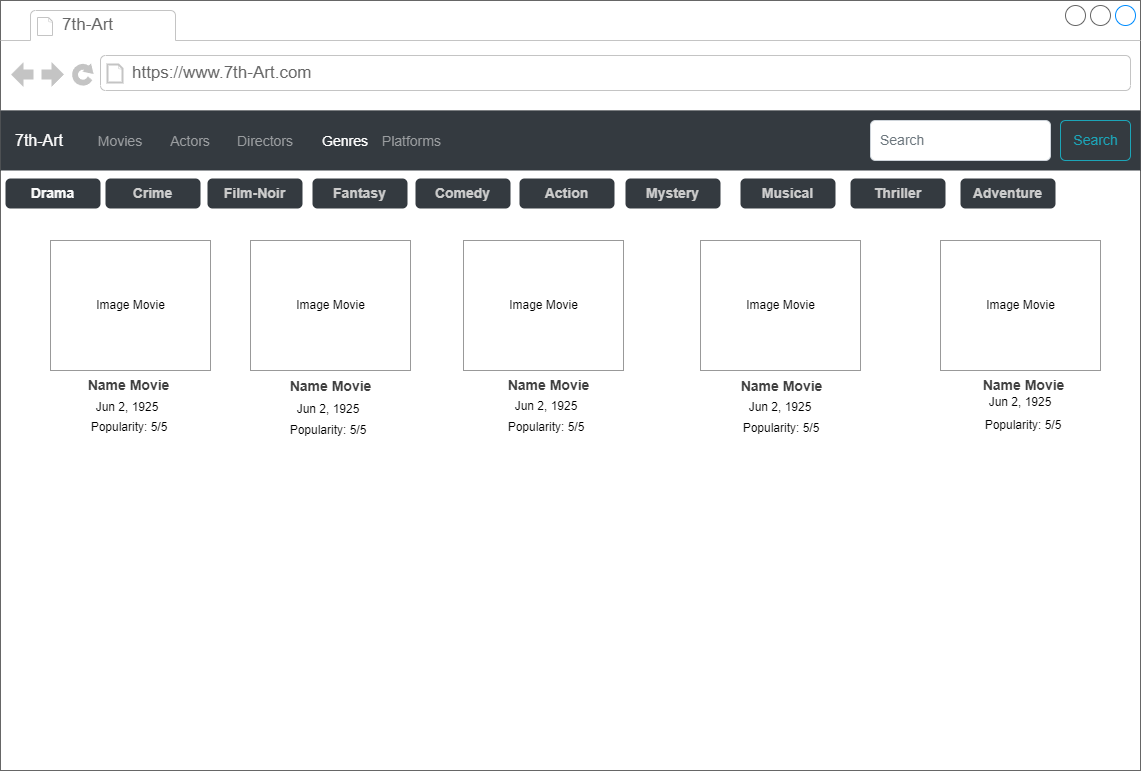 7th-Art
https://www.7th-Art.com
7th-Art Movies Actors Directors Genres Platforms Search Search
Drama Crime Film-Noir Fantasy Comedy Action Mystery Musical Thriller Adventure
Image Movie Image Movie Image Movie Image Movie Image Movie
Name Movie Name Movie Name Movie Name Movie Name Movie
Jun 2, 1925 Jun 2, 1925 Jun 2, 1925 Jun 2, 1925 Jun 2, 1925
Popularity: 5/5 Popularity: 5/5 Popularity: 5/5 Popularity: 5/5 Popularity: 5/5